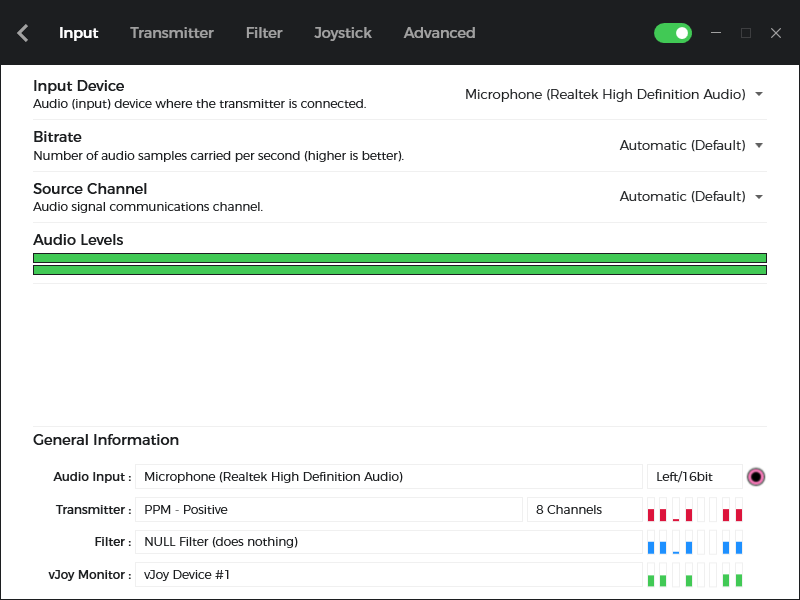 Input Transmitter Filter Joystick Advanced
Input Device
Audio (input) device where the transmitter is connected.
Microphone (Realtek High Definition Audio)
Bitrate
Number of audio samples carried per second (higher is better).
Automatic (Default)
Source Channel
Audio signal communications channel.
Automatic (Default)
Audio Levels
General Information
Audio Input : Microphone (Realtek High Definition Audio) Left/16bit
Transmitter : PPM - Positive 8 Channels
Filter : NULL Filter (does nothing)
vJoy Monitor : vJoy Device #1